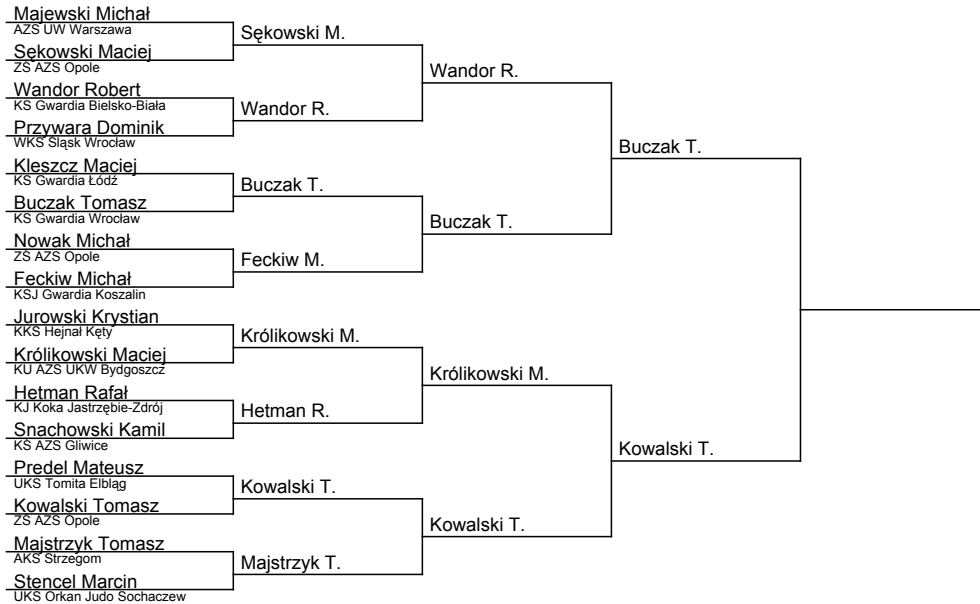 Majewski Michał
AZS UW Warszawa
Sękowski Maciej
ZŚ AZS Opole
Wandor Robert
KS Gwardia Bielsko-Biała
Przywara Dominik
WKS Śląsk Wrocław
Kleszcz Maciej
KS Gwardia Łódź
Buczak Tomasz
KS Gwardia Wrocław
Nowak Michał
ZŚ AZS Opole
Feckiw Michał
KSJ Gwardia Koszalin
Jurowski Krystian
KKS Hejnał Kęty
Królikowski Maciej
KU AZS UKW Bydgoszcz
Hetman Rafał
KJ Koka Jastrzębie-Zdrój
Snachowski Kamil
KŚ AZS Gliwice
Predel Mateusz
UKS Tomita Elbląg
Kowalski Tomasz
ZŚ AZS Opole
Majstrzyk Tomasz
AKS Strzegom
Stencel Marcin
UKS Orkan Judo Sochaczew
Sękowski M.
Wandor R.
Buczak T.
Feckiw M.
Królikowski M.
Hetman R.
Kowalski T.
Majstrzyk T.
Wandor R.
Buczak T.
Królikowski M.
Kowalski T.
Buczak T.
Kowalski T.